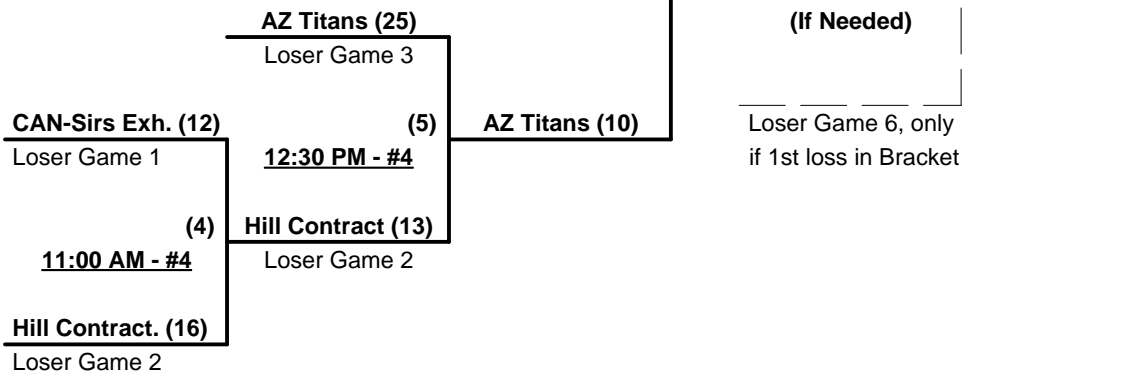 AZ Titans (25)
Loser Game 3
(If Needed)
CAN-Sirs Exh. (12)
Loser Game 1
(5)
12:30 PM - #4
AZ Titans (10)
Loser Game 6, only
if 1st loss in Bracket
(4)
11:00 AM - #4
Hill Contract (13)
Loser Game 2
Hill Contract. (16)
Loser Game 2